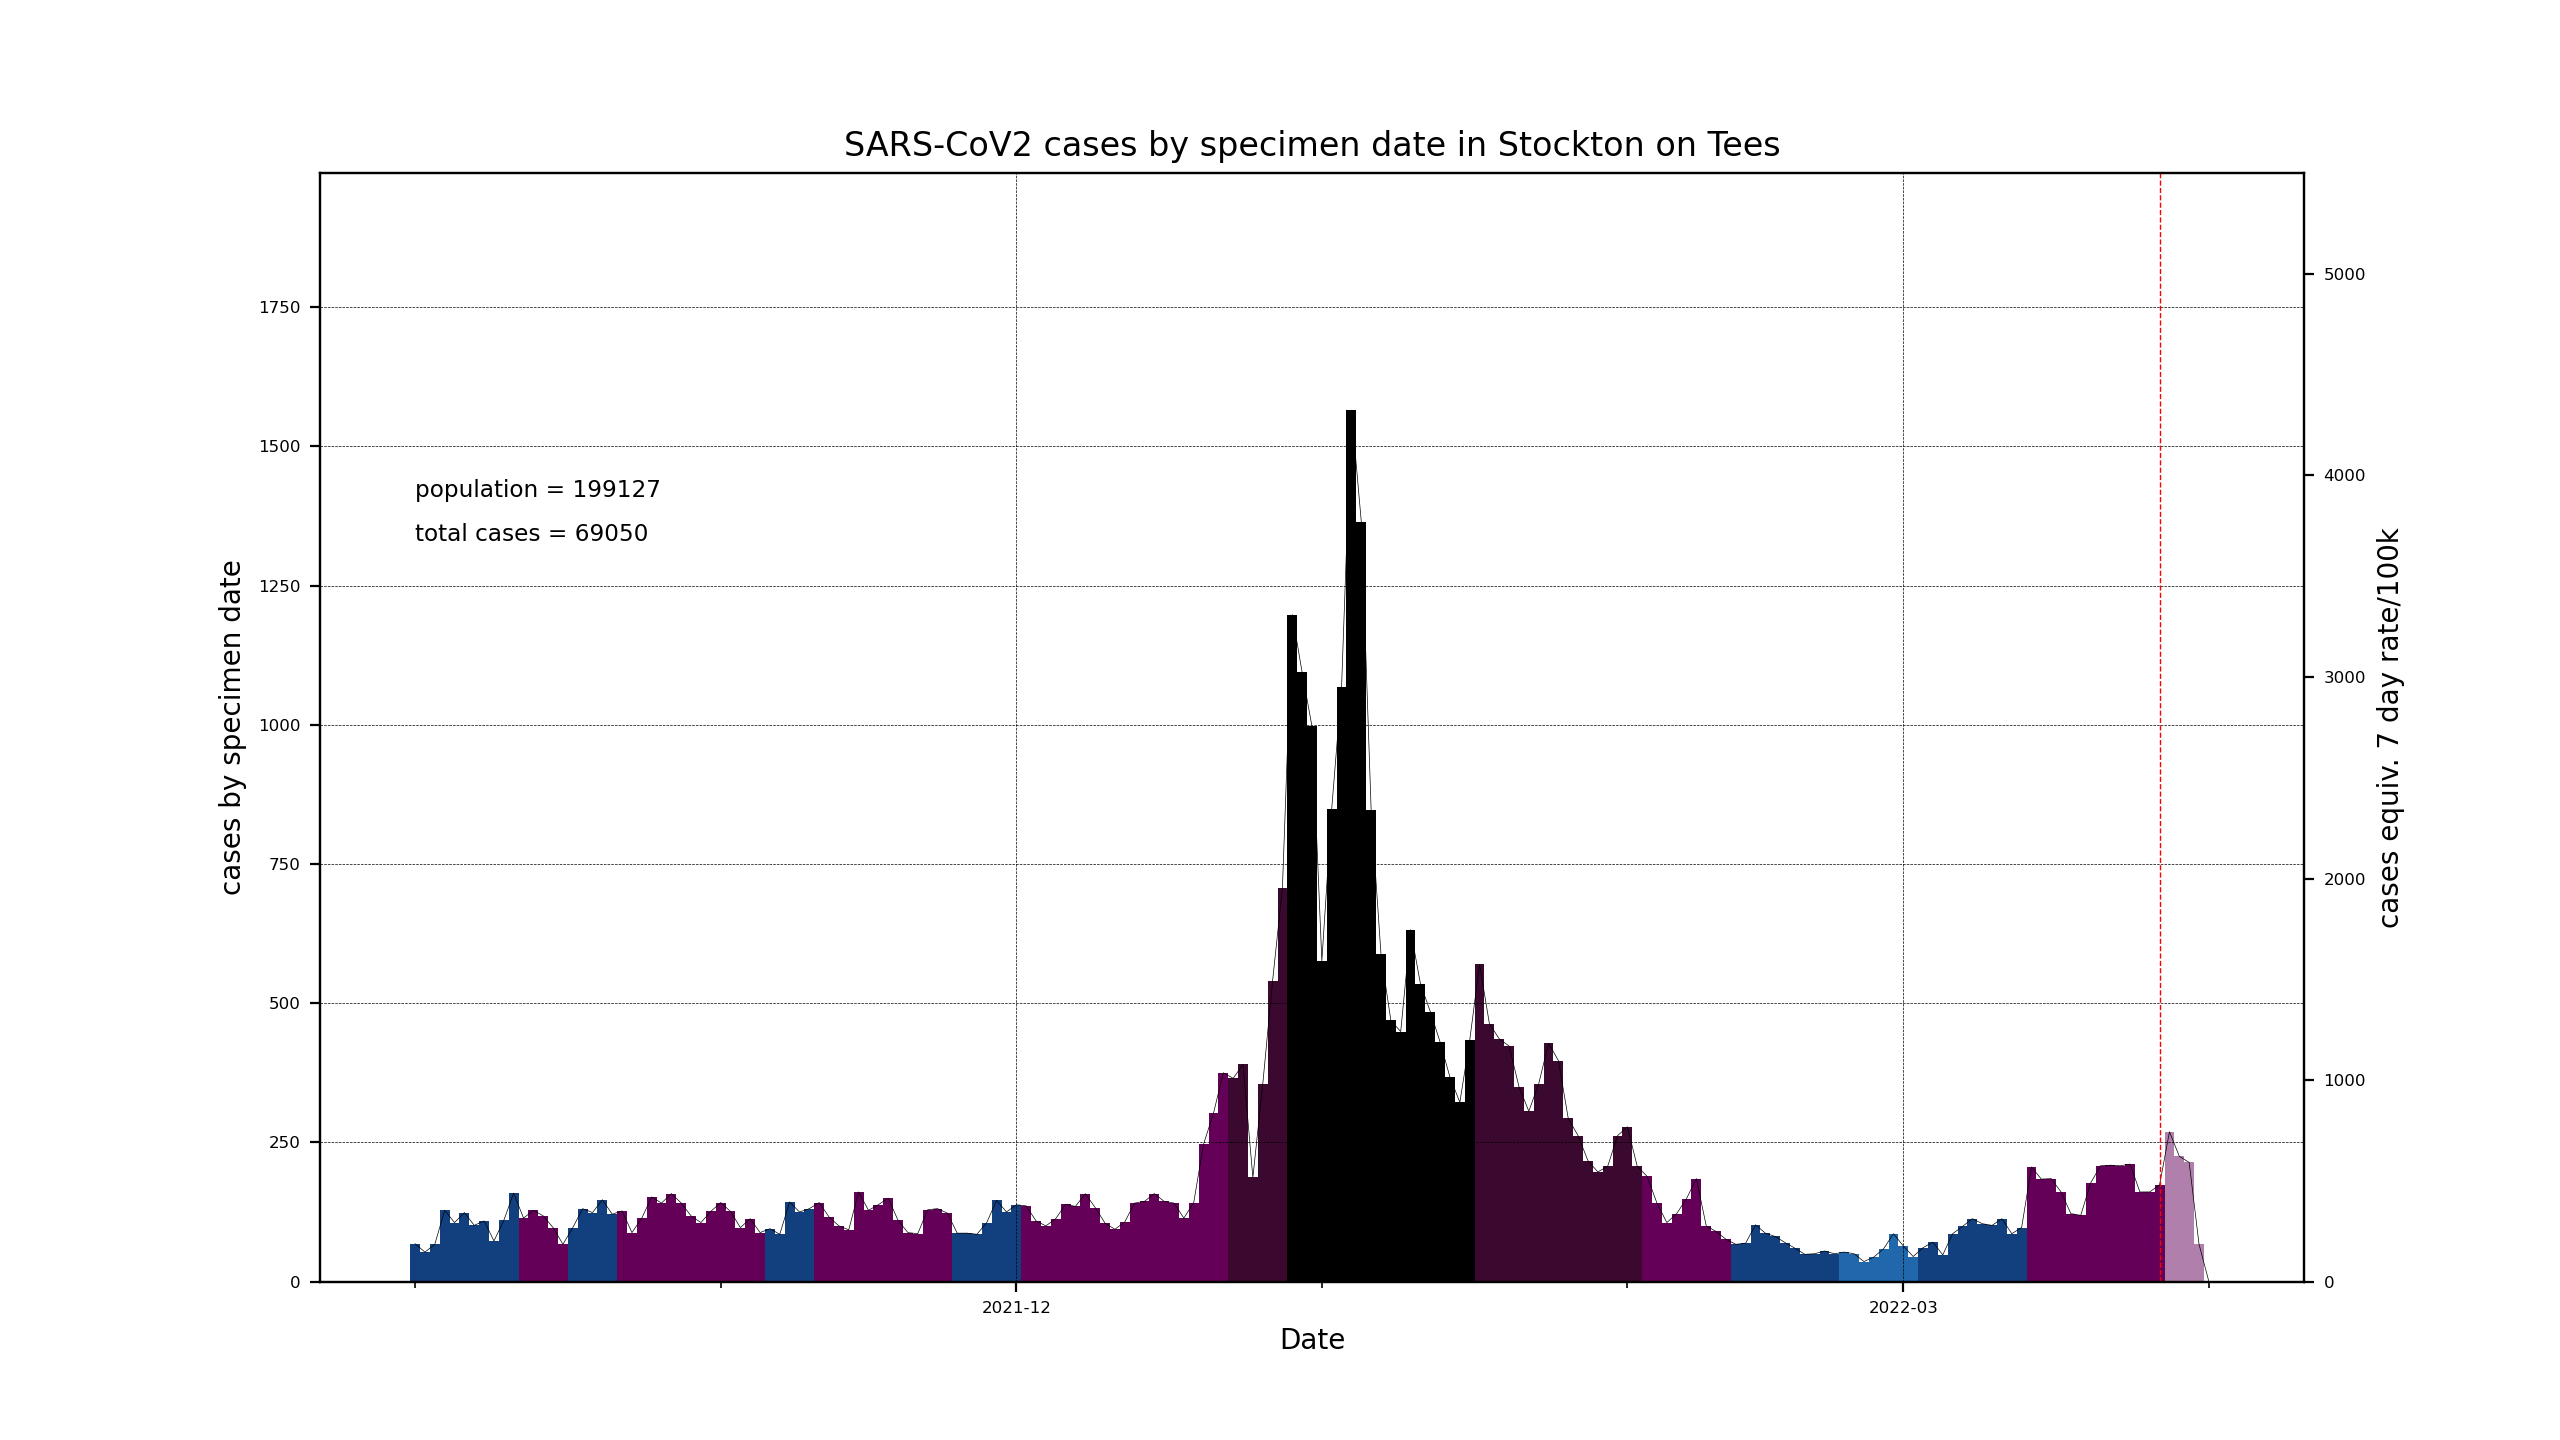 SARS-CoV2 cases by specimen date in Stockton on Tees
population = 199127
total cases = 69050
cases by specimen date
1750
1500
1250
1000
750
500
250
0
5000
4000
3000
2000
1000
0
cases equiv. 7 day rate/100k
2021-12
2022-03
Date